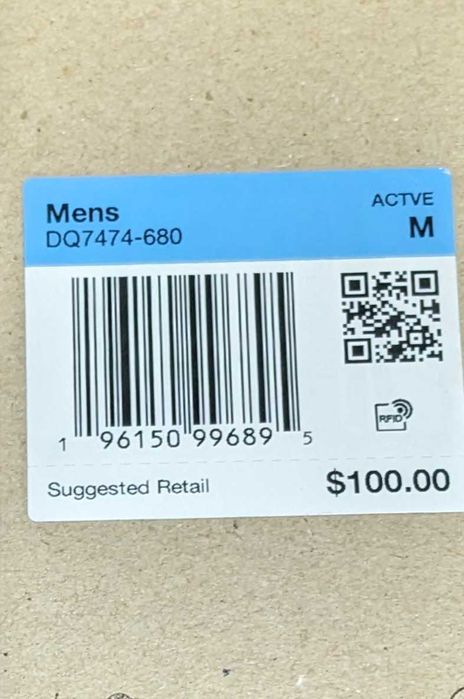 Mens
DQ7474-680
ACTVE
M
1 96150 99689 5
RFID
Suggested Retail
$100.00